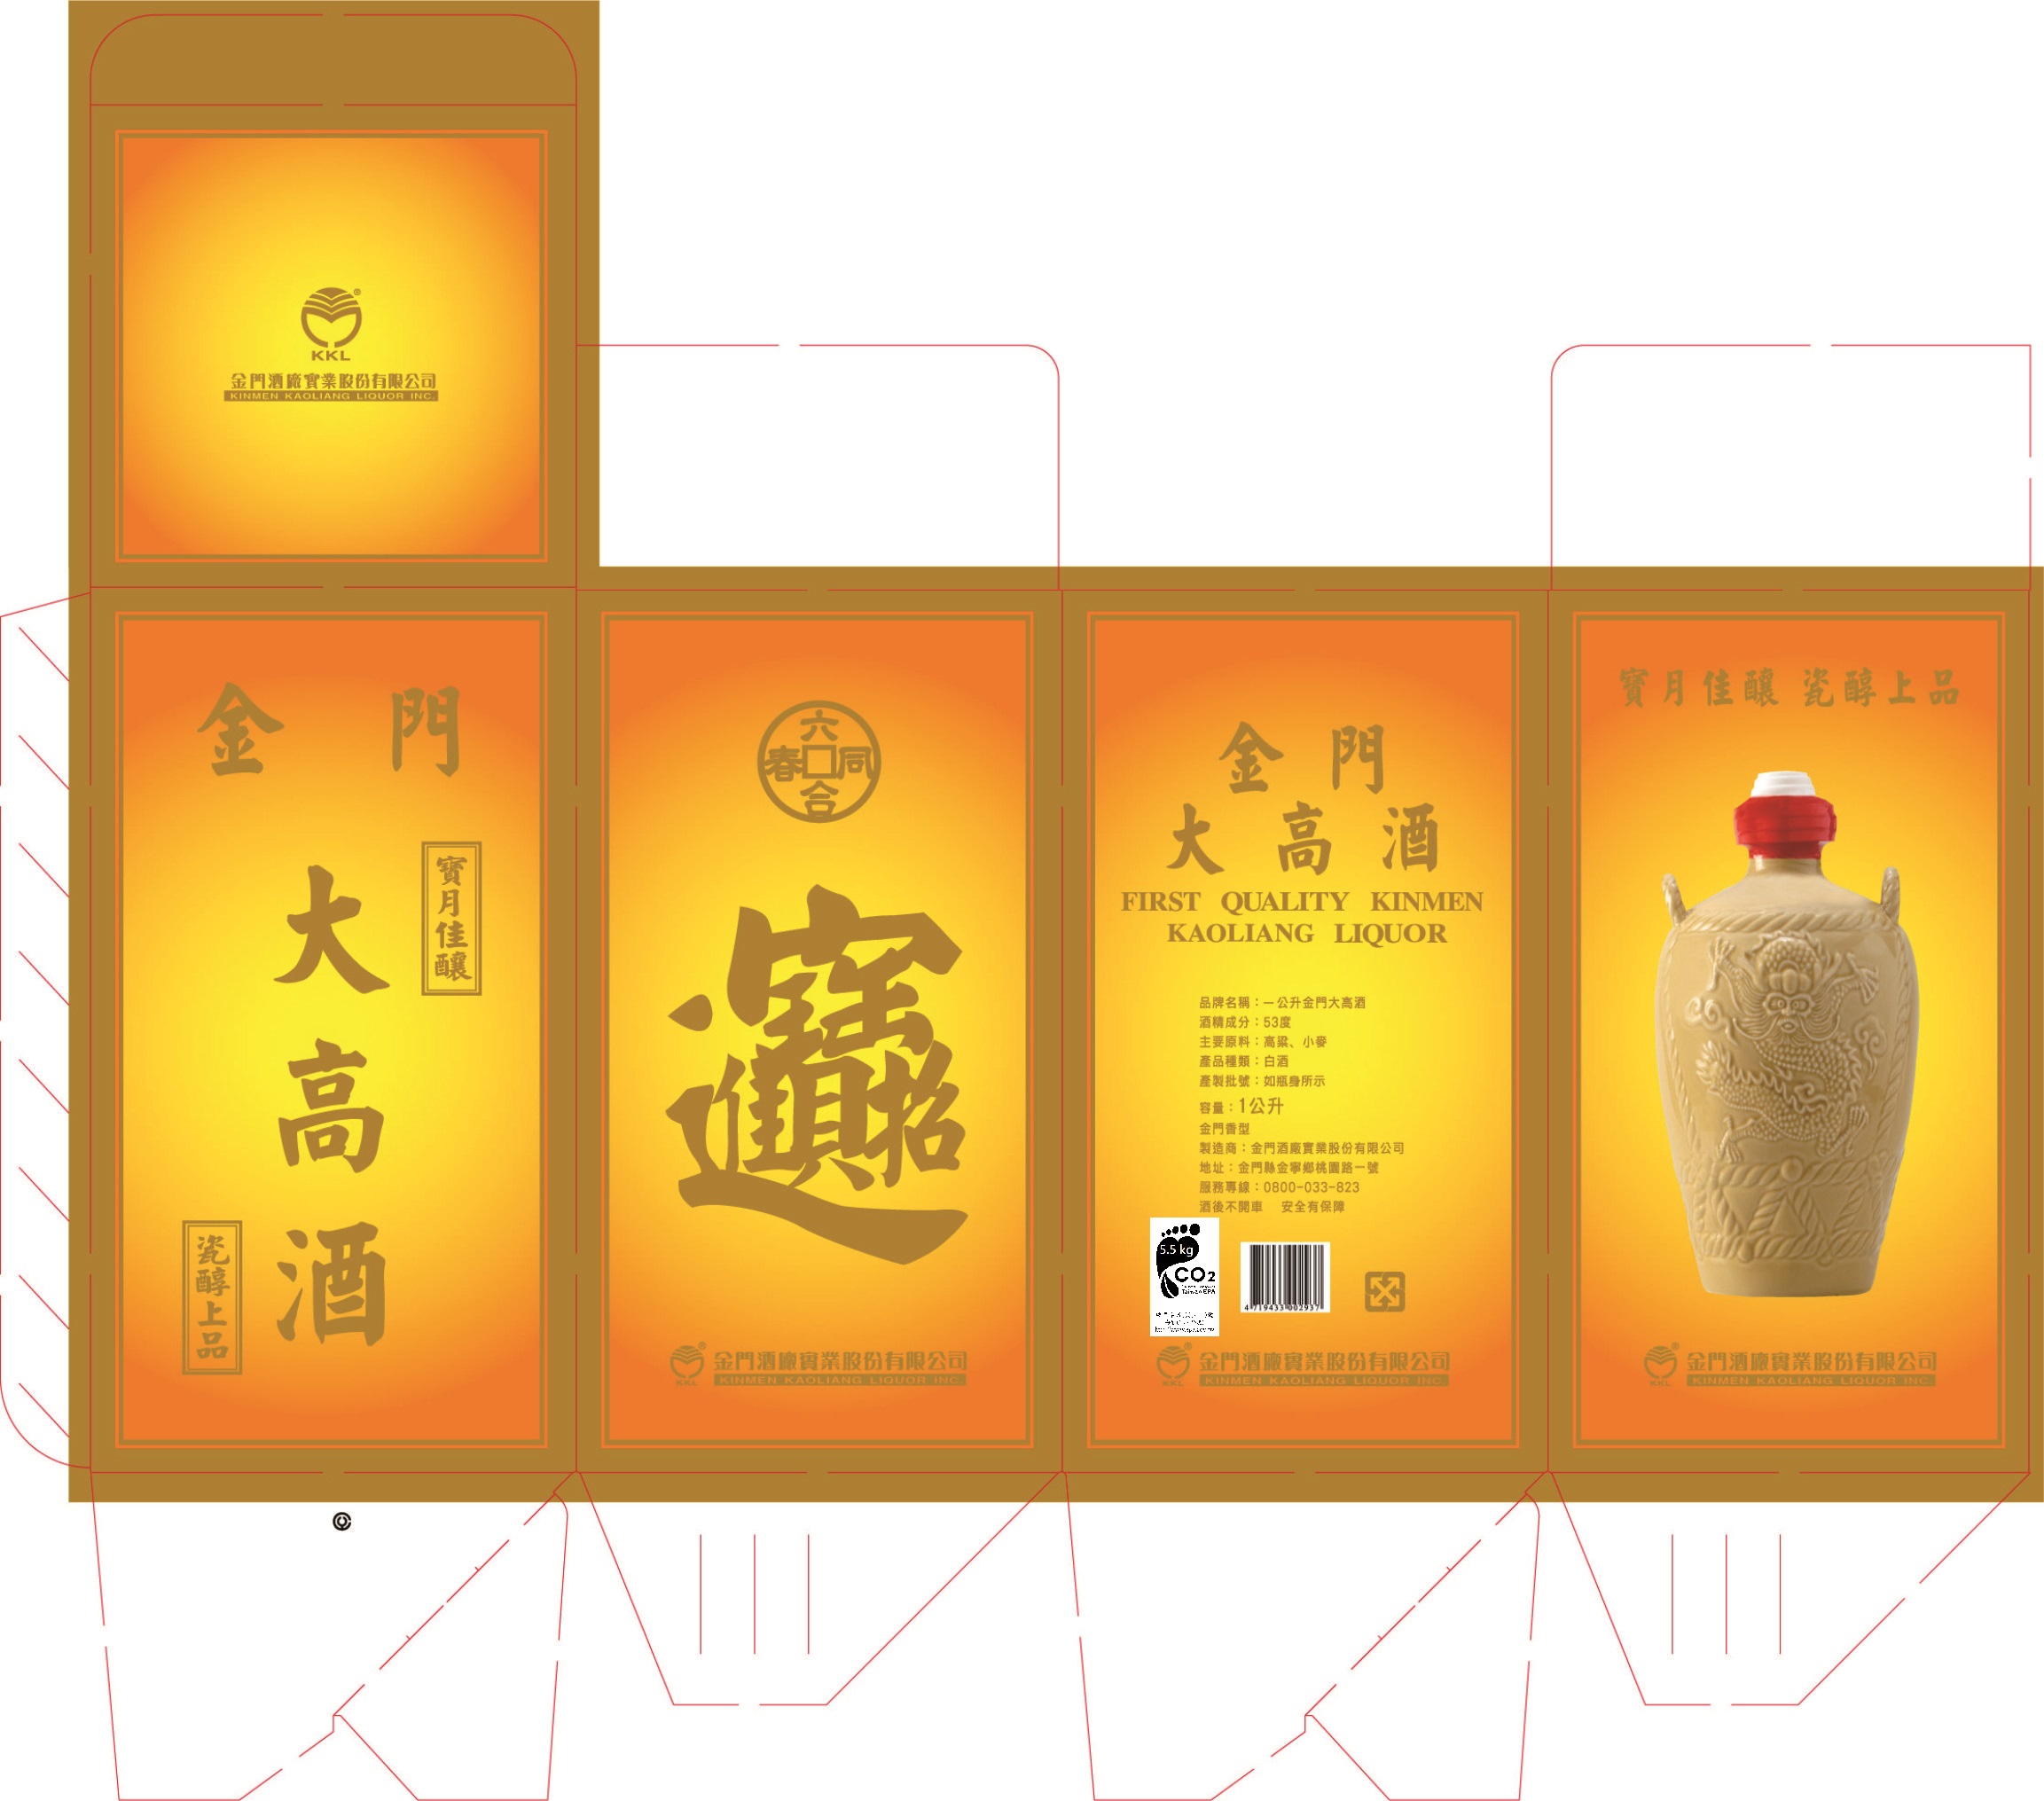 KKL
金門酒廠實業股份有限公司
KINMEN KAOLIANG LIQUOR INC.
金 門
大高酒
寶月佳釀
瓷醇上品
六合同春
招財進寶
KKL
金門酒廠實業股份有限公司
KINMEN KAOLIANG LIQUOR INC.
金門
大高酒
FIRST QUALITY KINMEN
KAOLIANG LIQUOR
品牌名稱：一公升金門大高酒
酒精成分：53度
主要原料：高粱、小麥
產品種類：白酒
產製批號：如瓶身所示
容量：1公升
金門香型
製造商：金門酒廠實業股份有限公司
地址：金門縣金寧鄉桃園路一號
服務專線：0800-033-823
酒後不開車 安全有保障
5.5 kg
CO2
Taiwan EPA
4719433002937
KKL
金門酒廠實業股份有限公司
KINMEN KAOLIANG LIQUOR INC.
寶月佳釀 瓷醇上品
KKL
金門酒廠實業股份有限公司
KINMEN KAOLIANG LIQUOR INC.